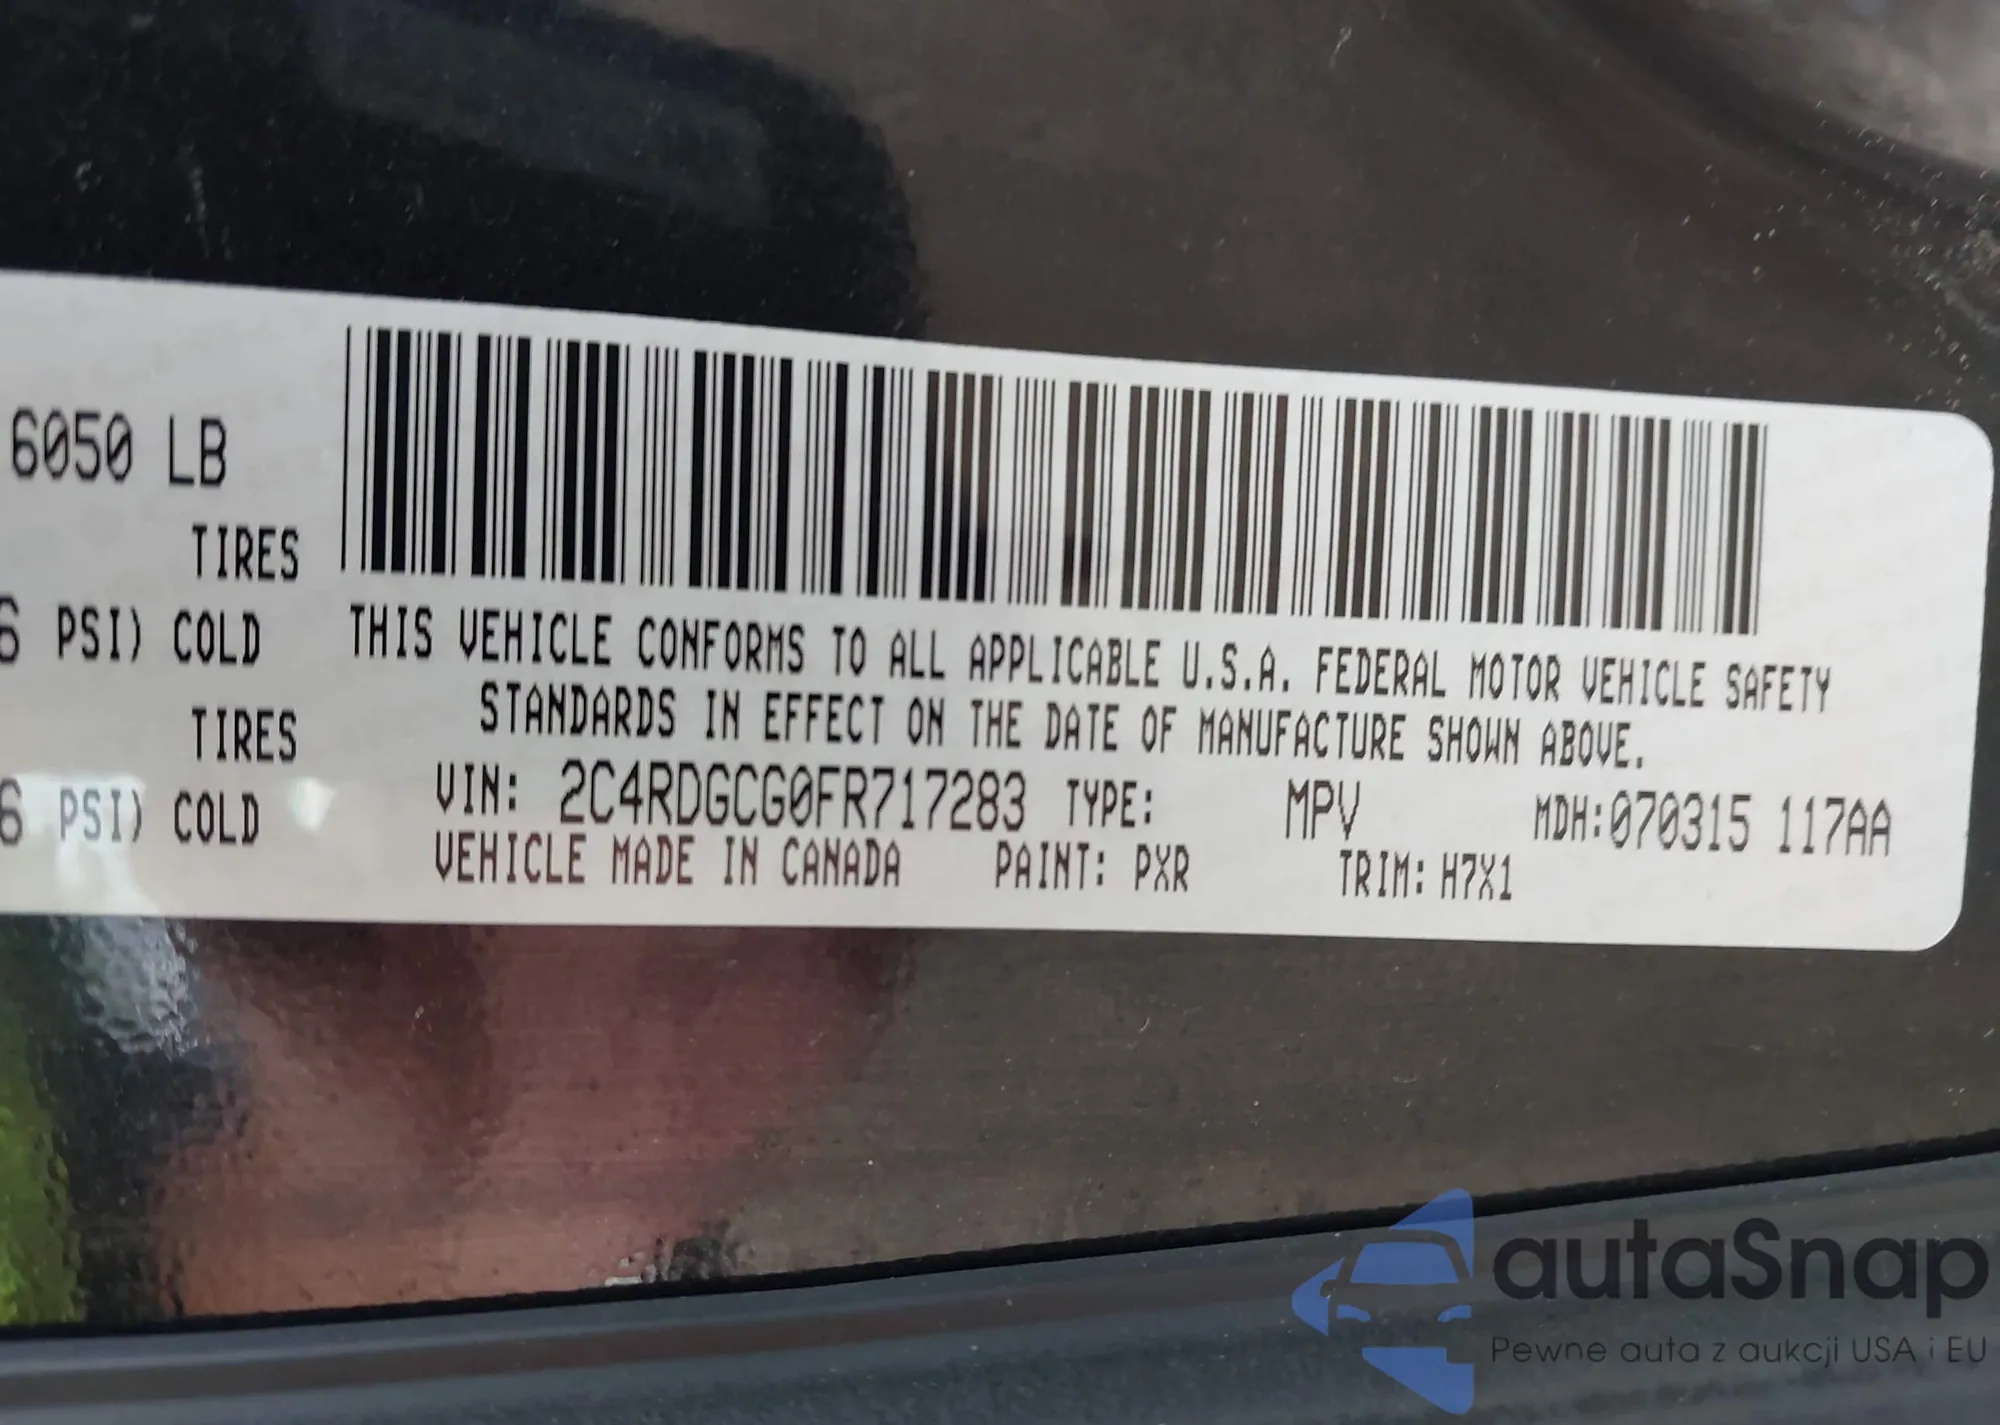 6050 LB
TIRES
6 PSI) COLD
TIRES
6 PSI) COLD
THIS VEHICLE CONFORMS TO ALL APPLICABLE U.S.A. FEDERAL MOTOR VEHICLE SAFETY
STANDARDS IN EFFECT ON THE DATE OF MANUFACTURE SHOWN ABOVE.
VIN: 2C4RDGCG0FR717283 TYPE: MPV MDH:070315 117AA
VEHICLE MADE IN CANADA PAINT: PXR TRIM: H7X1
autaSnap
Pewne auta z aukcji USA i EU